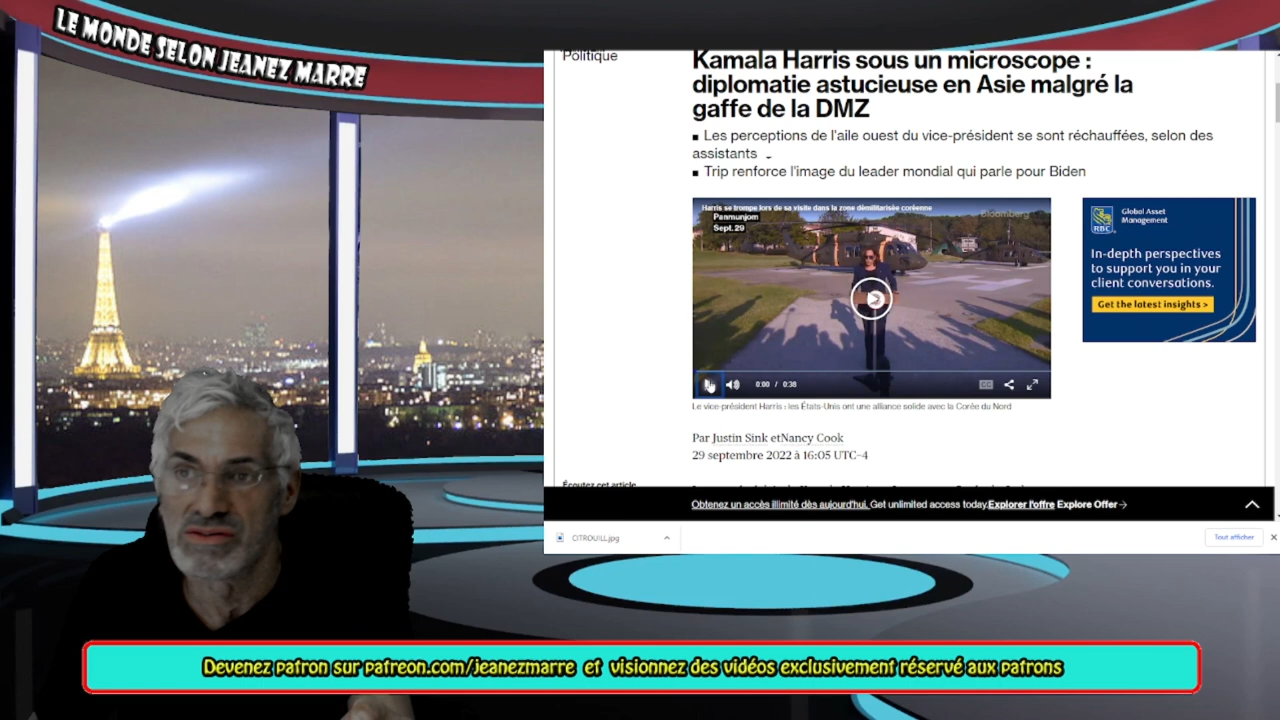 LE MONDE SELON JEANEZ MARRE
Politique
Kamala Harris sous un microscope :
diplomatie astucieuse en Asie malgré la
gaffe de la DMZ
▪ Les perceptions de l'aile ouest du vice-président se sont réchauffées, selon des
assistants
▪ Trip renforce l'image du leader mondial qui parle pour Biden
Harris se trompe lors de sa visite dans la zone démilitarisée coréenne
Panmunjom
Sept.29
Bloomberg
0:00 / 0:38
CC
Le vice-président Harris : les États-Unis ont une alliance solide avec la Corée du Nord
RBC
Global Asset
Management
In-depth perspectives
to support you in your
client conversations.
Get the latest insights >
Par Justin Sink etNancy Cook
29 septembre 2022 à 16:05 UTC-4
Écoutez cet article
Obtenez un accès illimité dès aujourd'hui. Get unlimited access today.Explorer l'offre Explore Offer→
CITROUILL.jpg
Tout afficher
Devenez patron sur patreon.com/jeanezmarre et visionnez des vidéos exclusivement réservé aux patrons